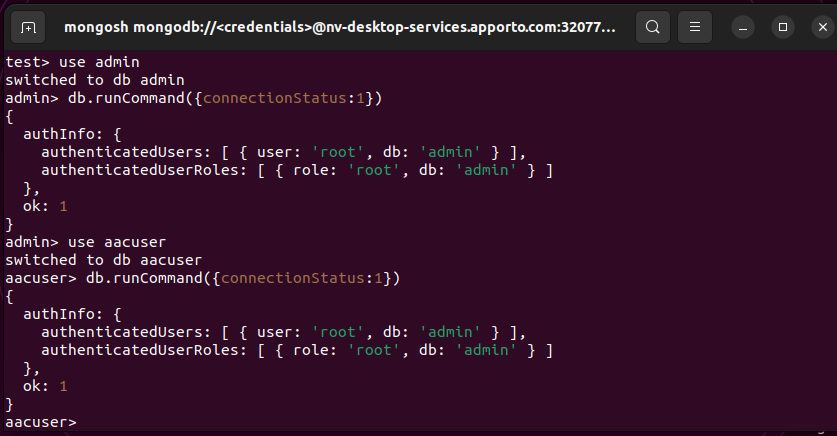 mongosh mongodb://<credentials>@nv-desktop-services.apporto.com:32077...
test> use admin
switched to db admin
admin> db.runCommand({connectionStatus:1})
{
  authInfo: {
    authenticatedUsers: [ { user: 'root', db: 'admin' } ],
    authenticatedUserRoles: [ { role: 'root', db: 'admin' } ]
  },
  ok: 1
}
admin> use aacuser
switched to db aacuser
aacuser> db.runCommand({connectionStatus:1})
{
  authInfo: {
    authenticatedUsers: [ { user: 'root', db: 'admin' } ],
    authenticatedUserRoles: [ { role: 'root', db: 'admin' } ]
  },
  ok: 1
}
aacuser>